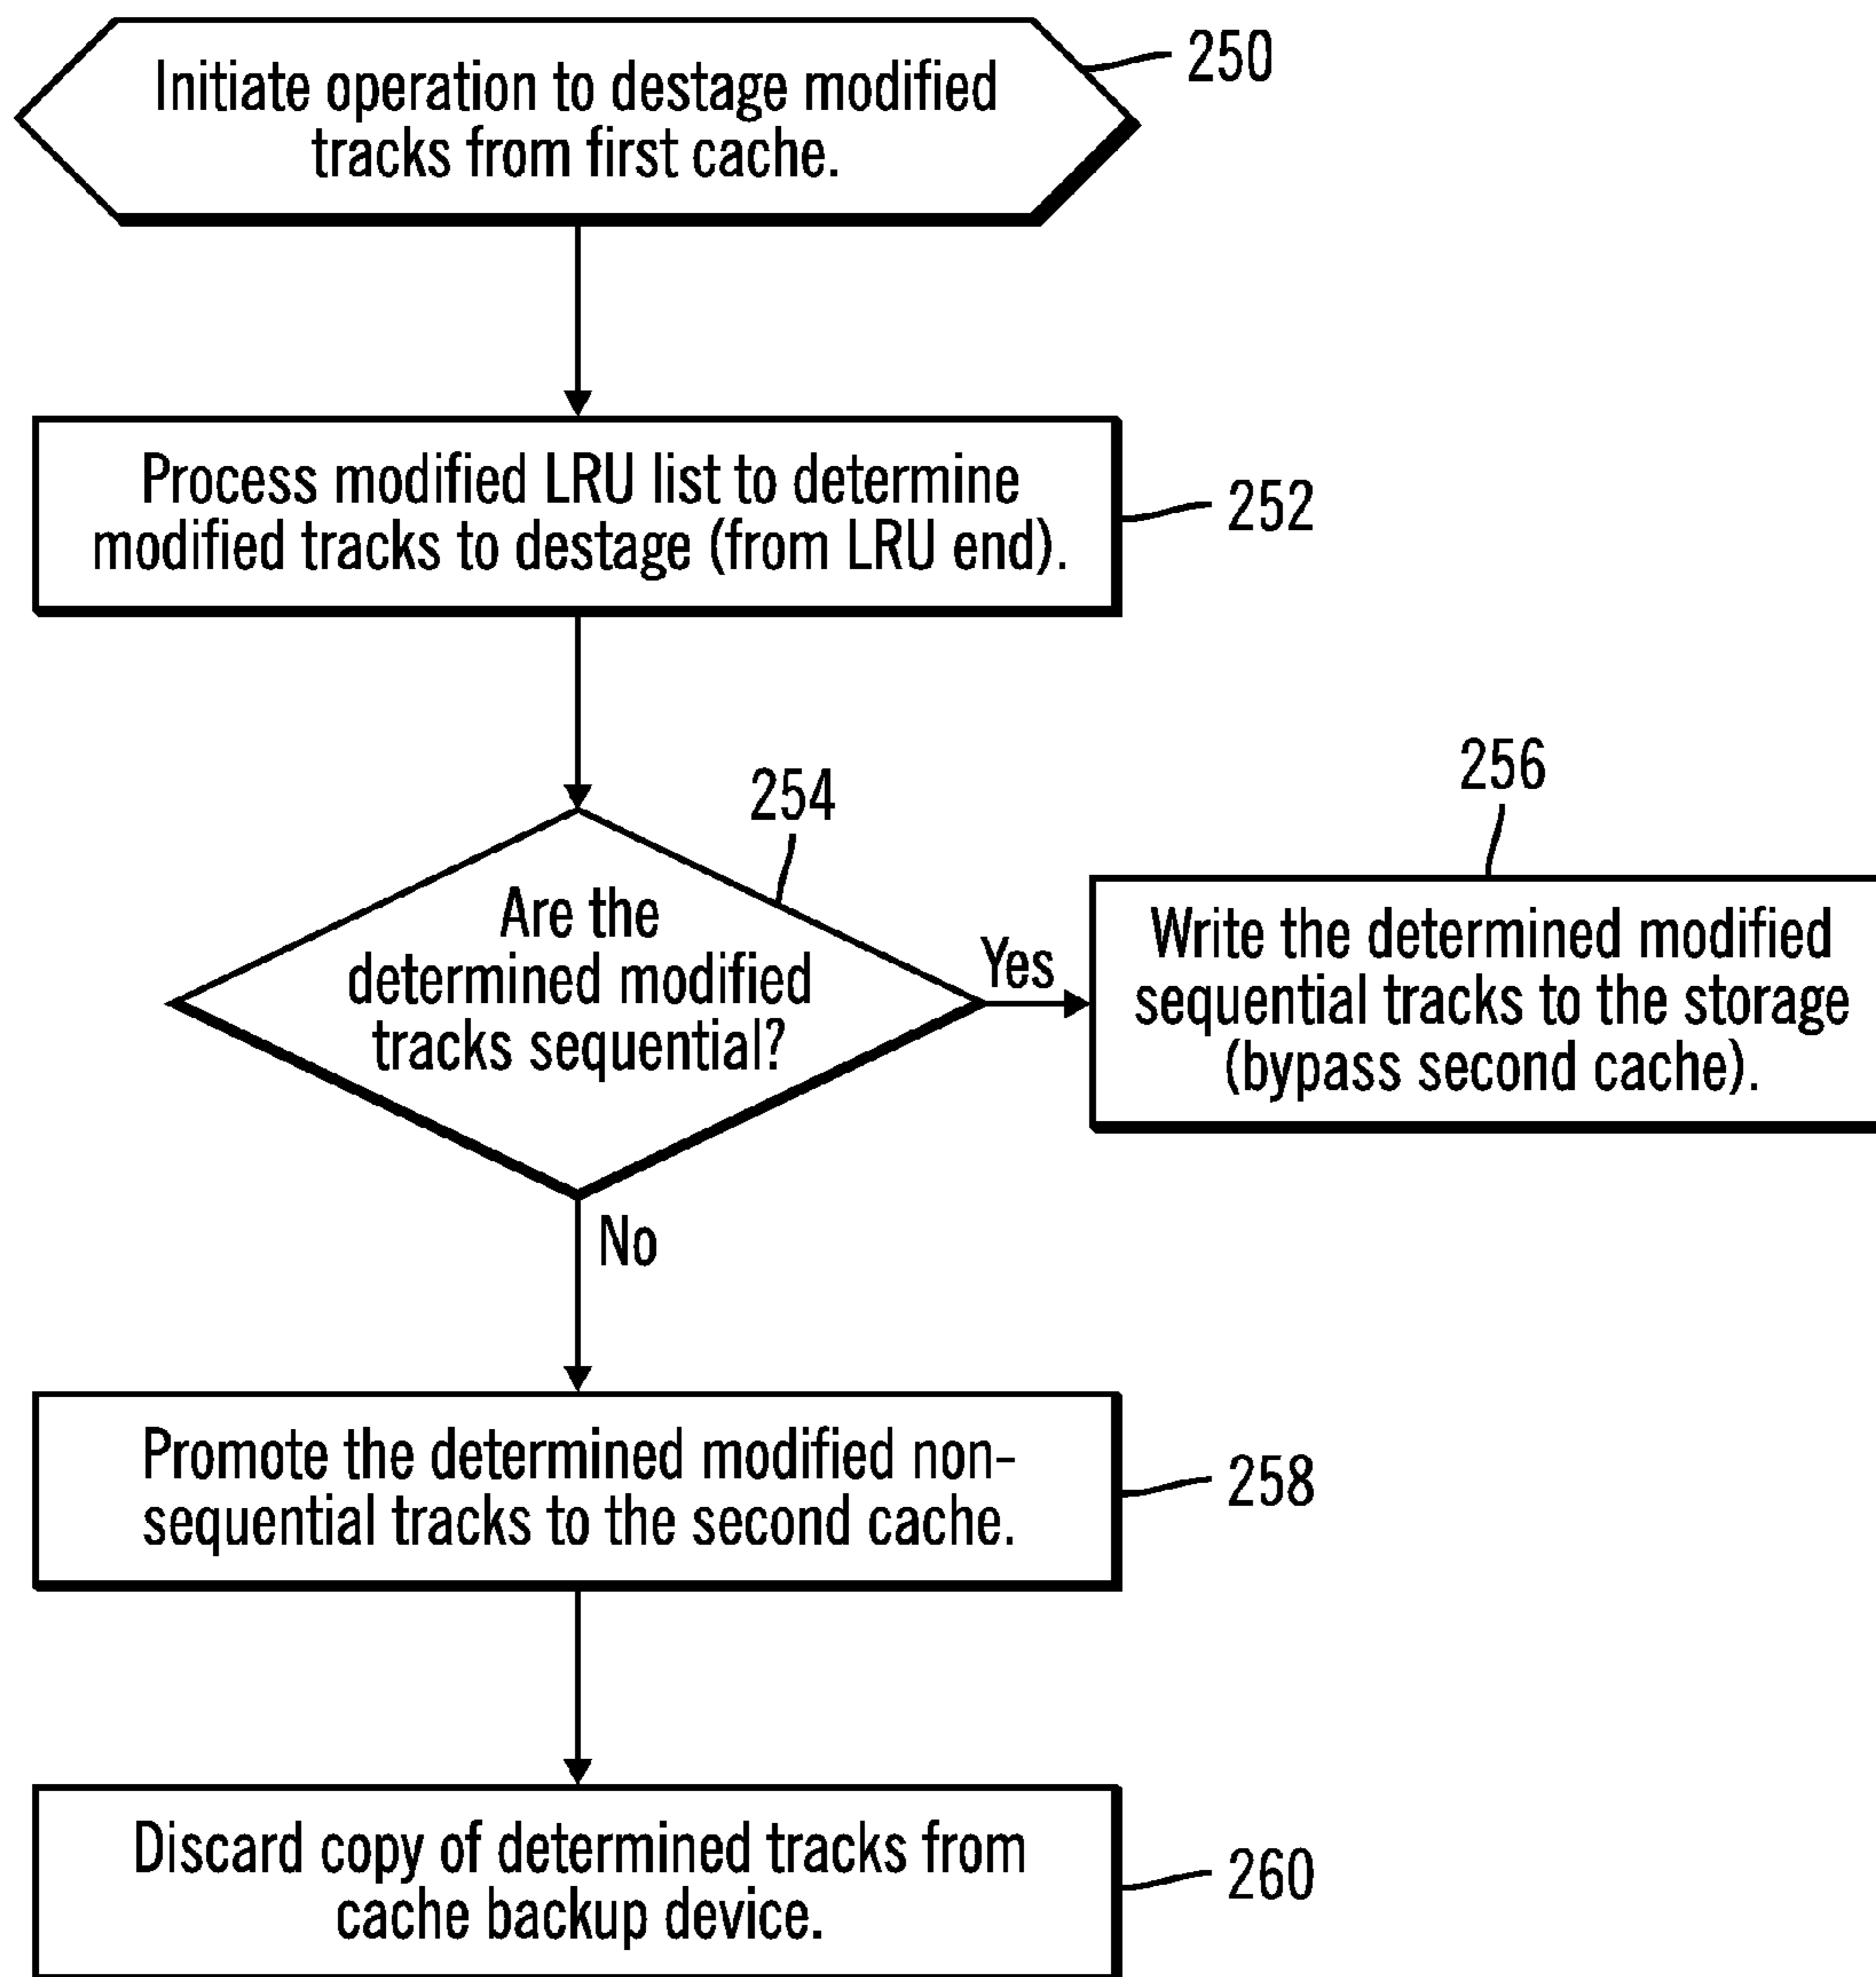 Initiate operation to destage modified
tracks from first cache.
250
Process modified LRU list to determine
modified tracks to destage (from LRU end).
252
254
Are the
determined modified
tracks sequential?
Yes
256
Write the determined modified
sequential tracks to the storage
(bypass second cache).
No
Promote the determined modified non-
sequential tracks to the second cache.
258
Discard copy of determined tracks from
cache backup device.
260